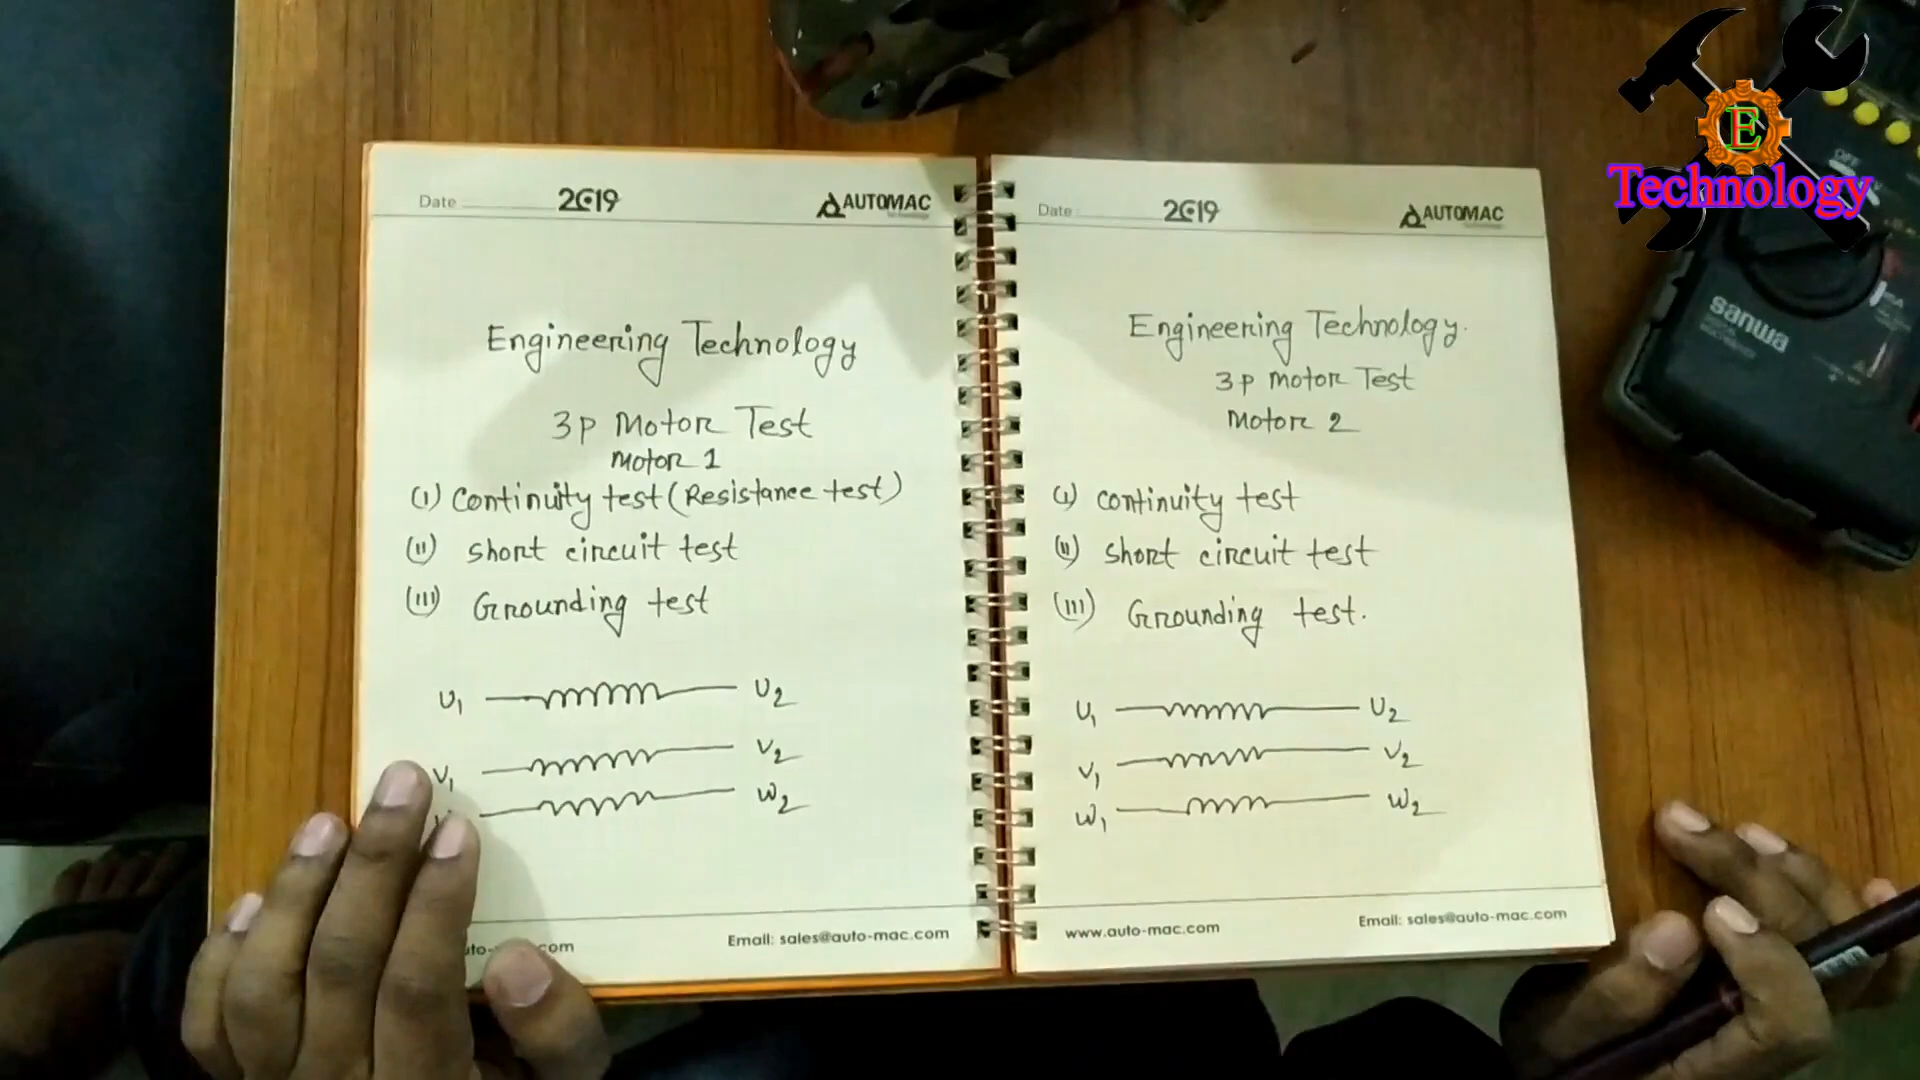 Date 2019 AUTOMAC
Engineering Technology
3p Motor Test
Motor 1
(I) Continuity test (Resistance test)
(II) Short circuit test
(III) Grounding test
U1 U2
V1 V2
W2
Email: sales@auto-mac.com
Date 2019 AUTOMAC
Engineering Technology.
3p Motor Test
Motor 2
(I) continuity test
(II) Short circuit test
(III) Grounding test.
U1 U2
V1 V2
W1 W2
www.auto-mac.com Email: sales@auto-mac.com
E
Technology
OFF
sanwa